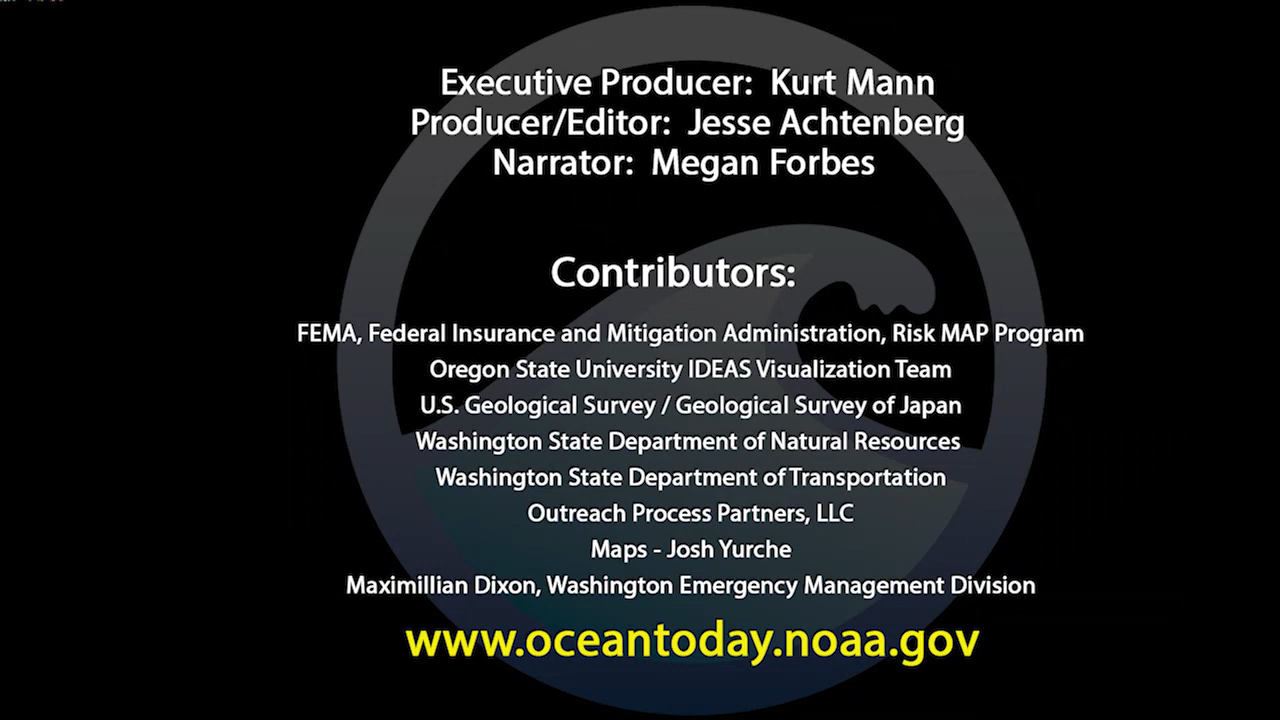 Executive Producer: Kurt Mann
Producer/Editor: Jesse Achtenberg
Narrator: Megan Forbes
Contributors:
FEMA, Federal Insurance and Mitigation Administration, Risk MAP Program
Oregon State University IDEAS Visualization Team
U.S. Geological Survey / Geological Survey of Japan
Washington State Department of Natural Resources
Washington State Department of Transportation
Outreach Process Partners, LLC
Maps - Josh Yurche
Maximillian Dixon, Washington Emergency Management Division
www.oceantoday.noaa.gov